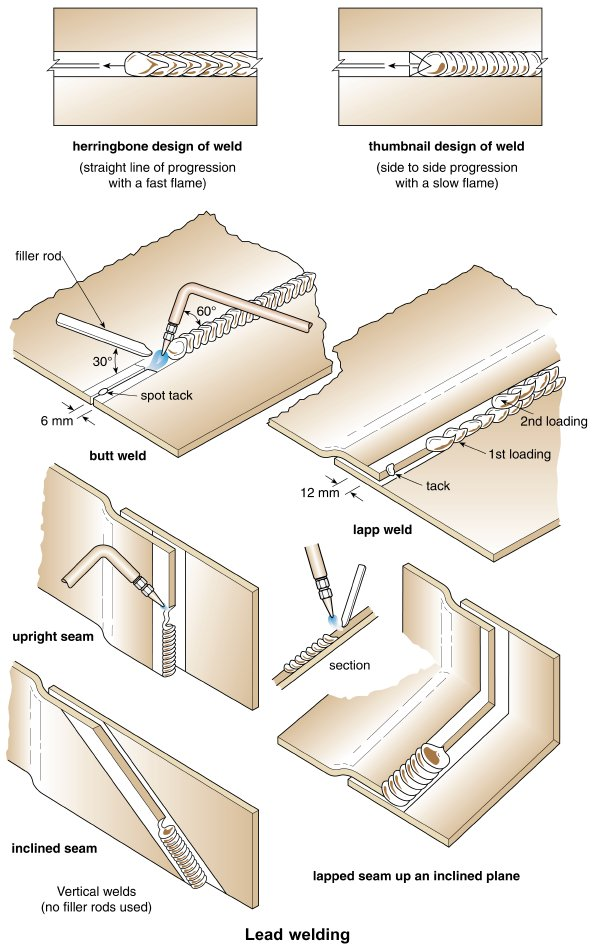 herringbone design of weld
(straight line of progression
with a fast flame)
thumbnail design of weld
(side to side progression
with a slow flame)
filler rod
60°
30°
spot tack
6 mm
butt weld
2nd loading
1st loading
tack
12 mm
lapp weld
upright seam
section
inclined seam
Vertical welds
(no filler rods used)
lapped seam up an inclined plane
Lead welding